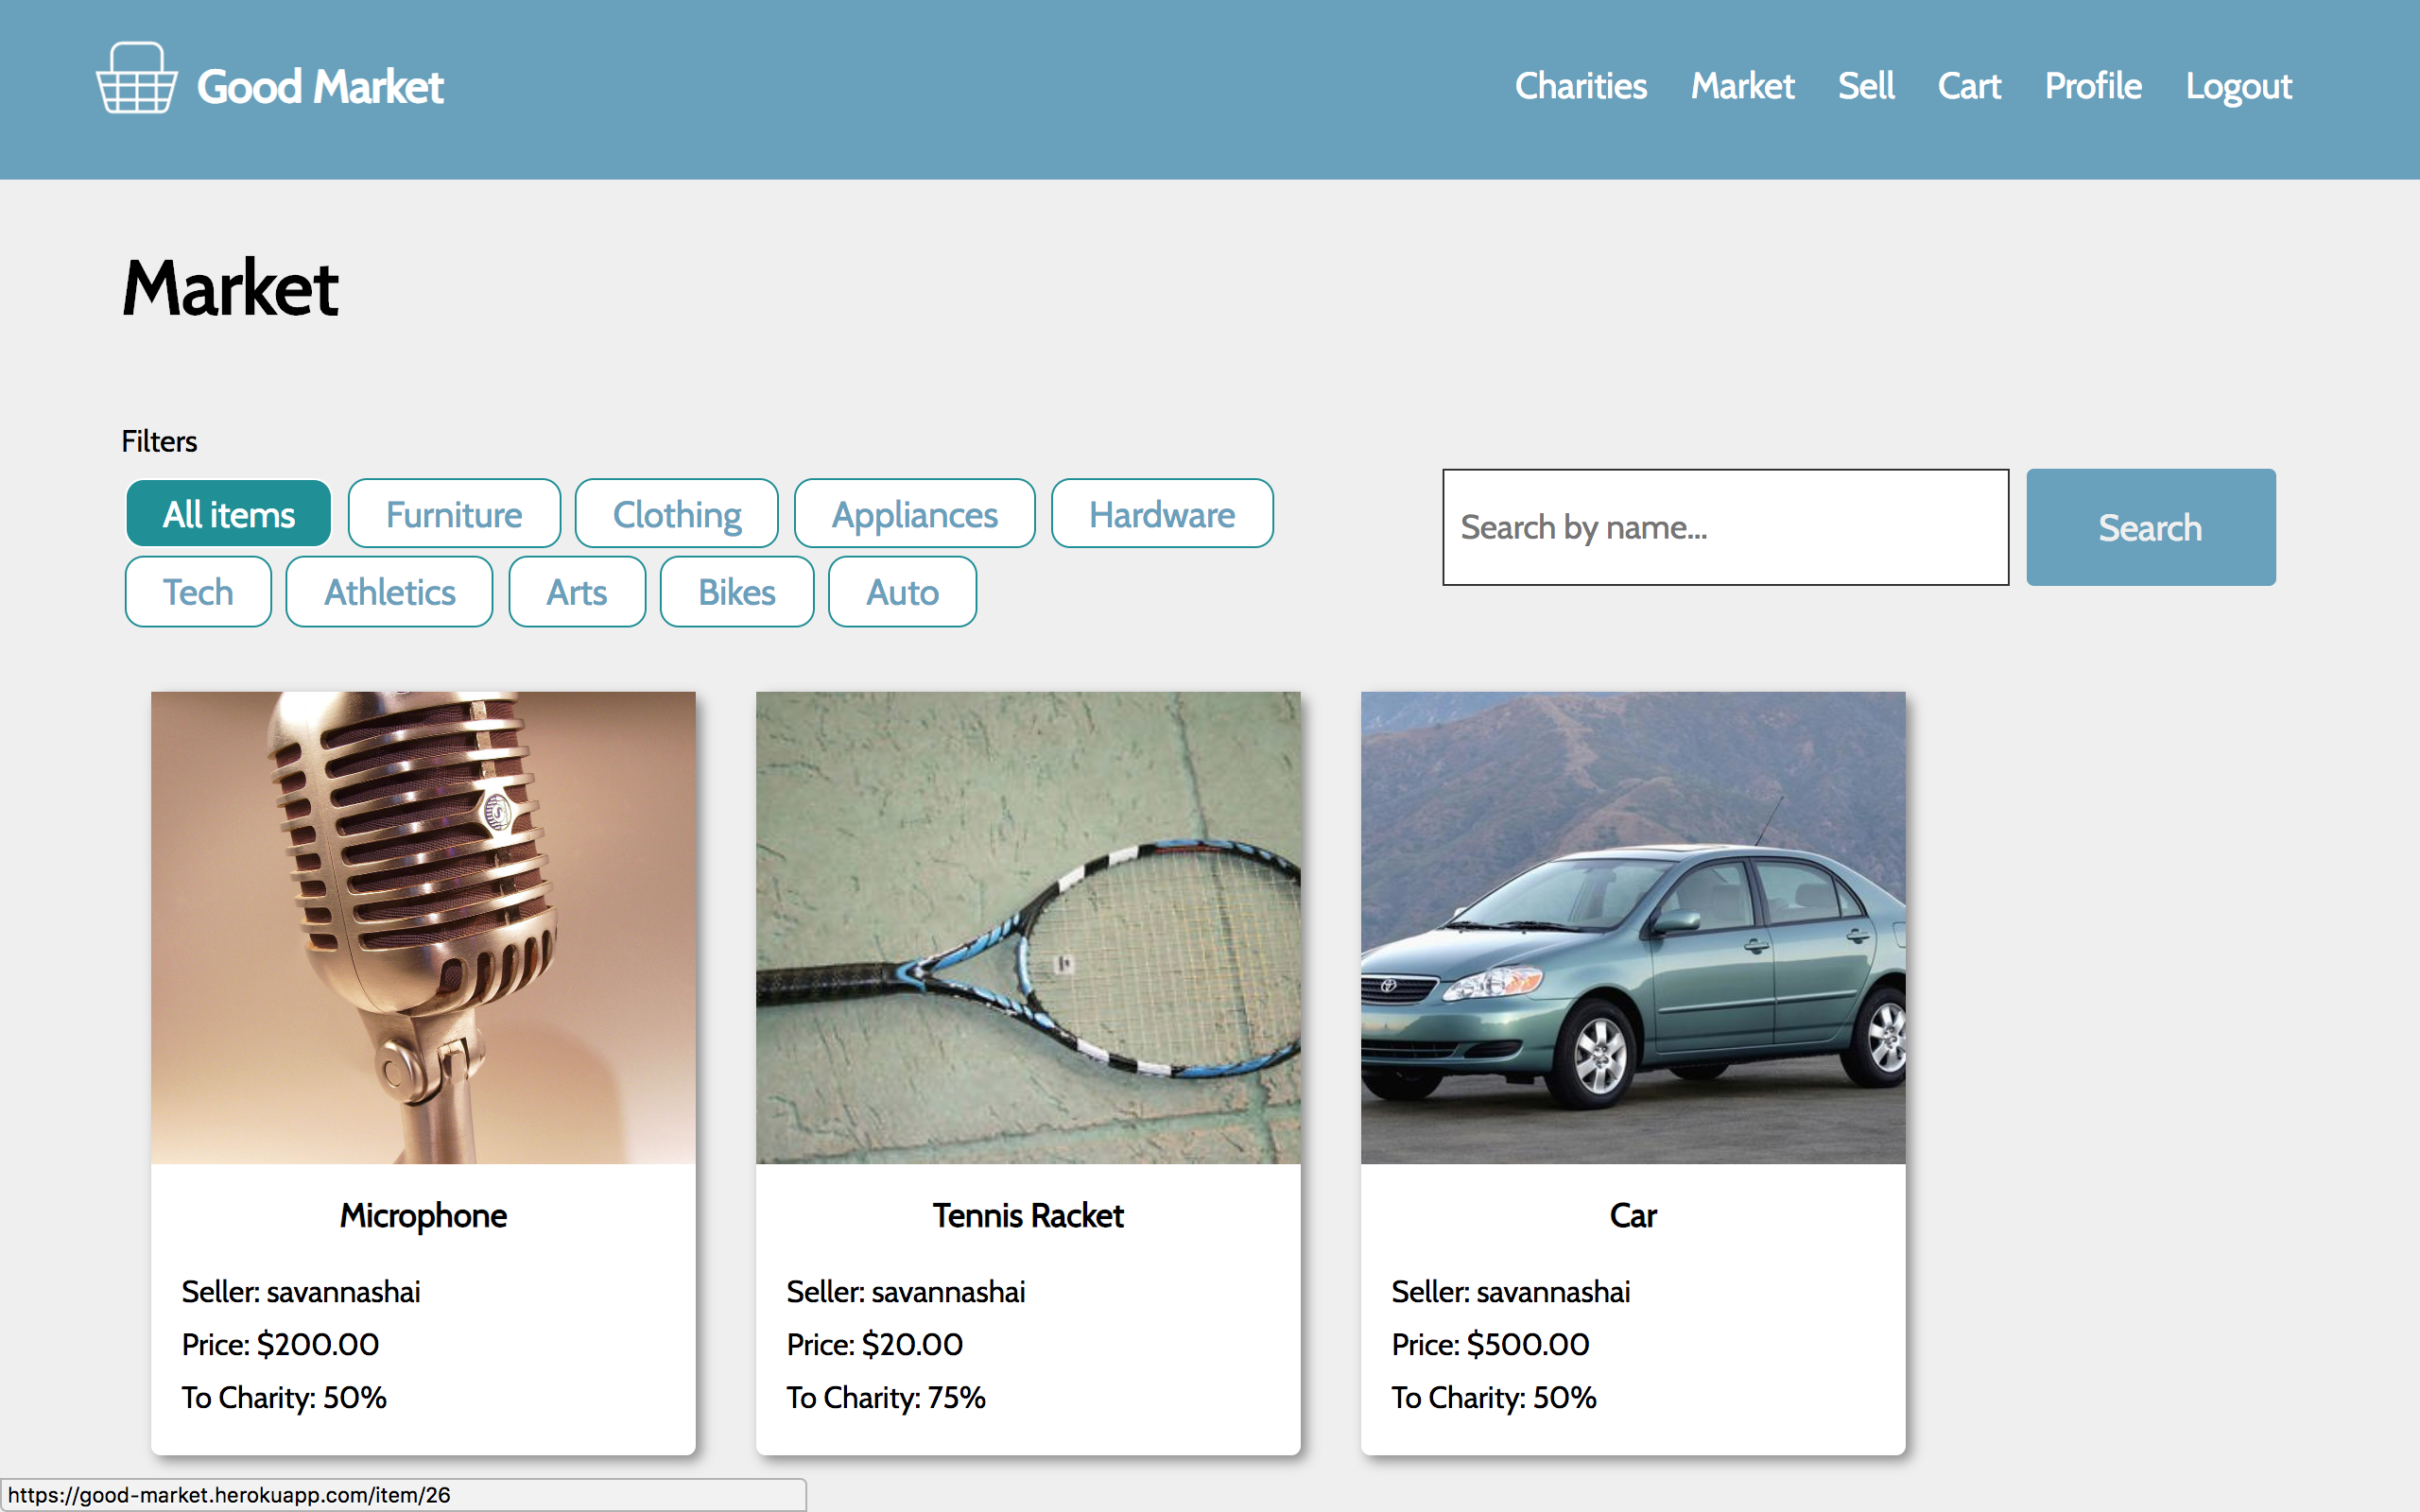 Good Market
Charities Market Sell Cart Profile Logout
Market
Filters
All items Furniture Clothing Appliances Hardware
Tech Athletics Arts Bikes Auto
Search by name...
Search
Microphone
Seller: savannashai
Price: $200.00
To Charity: 50%
Tennis Racket
Seller: savannashai
Price: $20.00
To Charity: 75%
Car
Seller: savannashai
Price: $500.00
To Charity: 50%
https://good-market.herokuapp.com/item/26